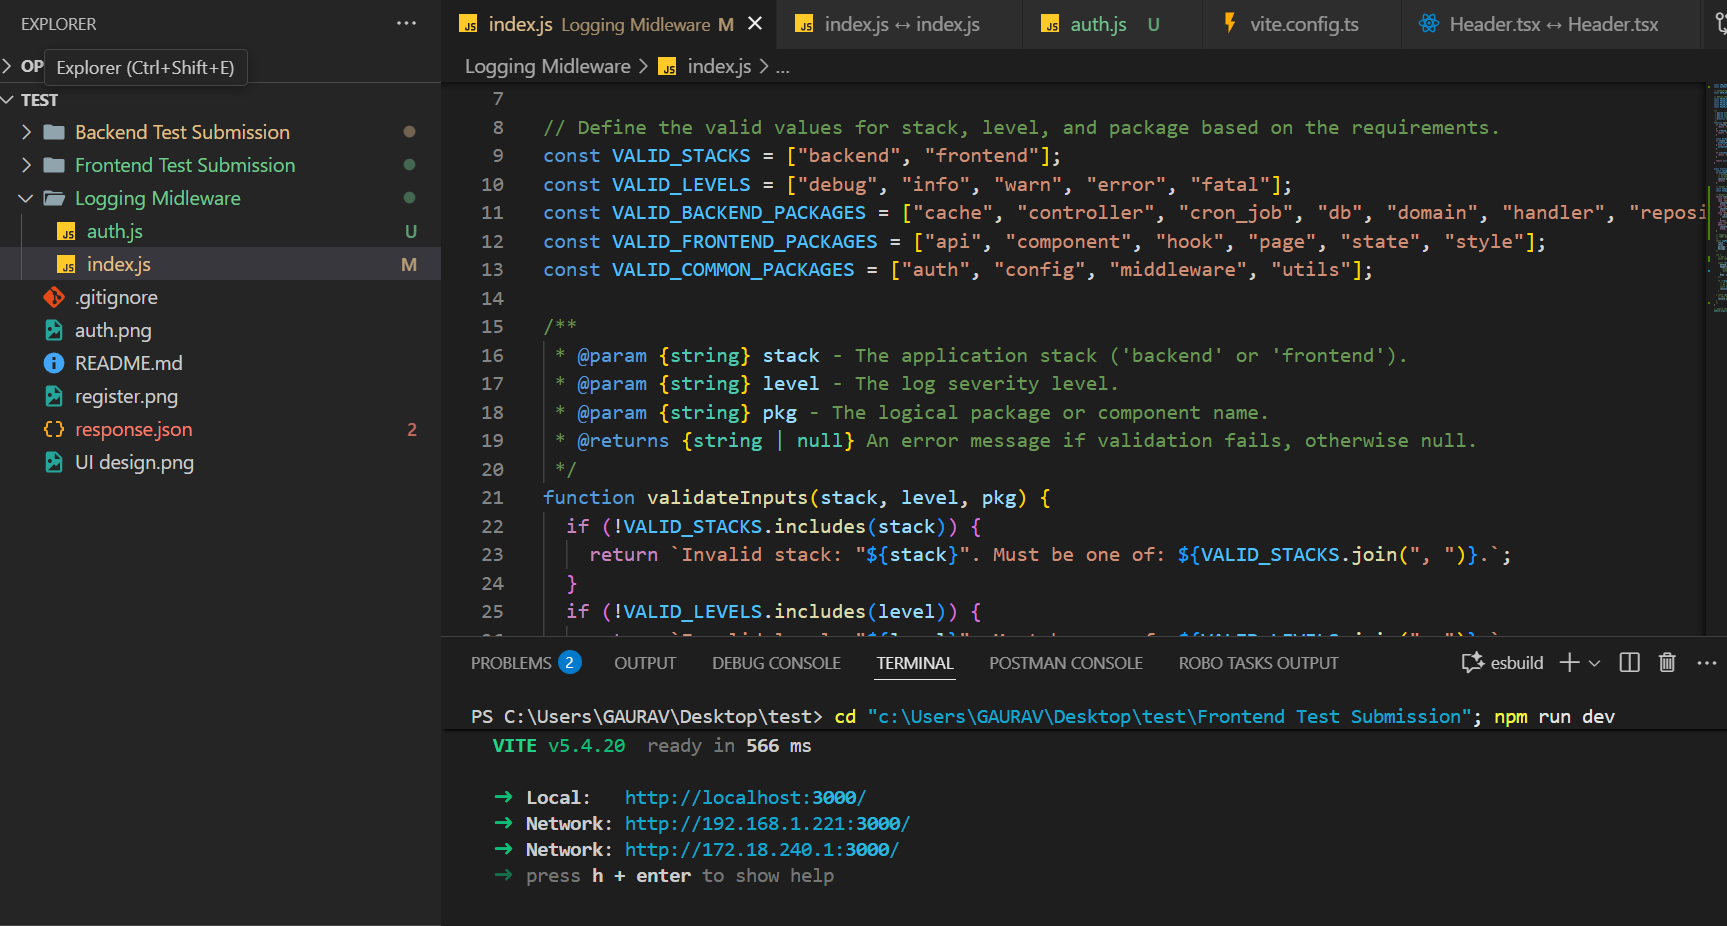 EXPLORER
OP
Explorer (Ctrl+Shift+E)
TEST
Backend Test Submission
Frontend Test Submission
Logging Midleware
auth.js U
index.js M
.gitignore
auth.png
README.md
register.png
response.json 2
UI design.png
index.js Logging Midleware M
index.js ↔ index.js
auth.js U
vite.config.ts
Header.tsx ↔ Header.tsx
Logging Midleware > index.js > ...
7
8 // Define the valid values for stack, level, and package based on the requirements.
9 const VALID_STACKS = ["backend", "frontend"];
10 const VALID_LEVELS = ["debug", "info", "warn", "error", "fatal"];
11 const VALID_BACKEND_PACKAGES = ["cache", "controller", "cron_job", "db", "domain", "handler", "reposi
12 const VALID_FRONTEND_PACKAGES = ["api", "component", "hook", "page", "state", "style"];
13 const VALID_COMMON_PACKAGES = ["auth", "config", "middleware", "utils"];
14
15 /**
16 * @param {string} stack - The application stack ('backend' or 'frontend').
17 * @param {string} level - The log severity level.
18 * @param {string} pkg - The logical package or component name.
19 * @returns {string | null} An error message if validation fails, otherwise null.
20 */
21 function validateInputs(stack, level, pkg) {
22 if (!VALID_STACKS.includes(stack)) {
23 return `Invalid stack: "${stack}". Must be one of: ${VALID_STACKS.join(", ")}.`;
24 }
25 if (!VALID_LEVELS.includes(level)) {
PROBLEMS 2 OUTPUT DEBUG CONSOLE TERMINAL POSTMAN CONSOLE ROBO TASKS OUTPUT esbuild
PS C:\Users\GAURAV\Desktop\test> cd "c:\Users\GAURAV\Desktop\test\Frontend Test Submission"; npm run dev
VITE v5.4.20 ready in 566 ms
➜ Local: http://localhost:3000/
➜ Network: http://192.168.1.221:3000/
➜ Network: http://172.18.240.1:3000/
➜ press h + enter to show help